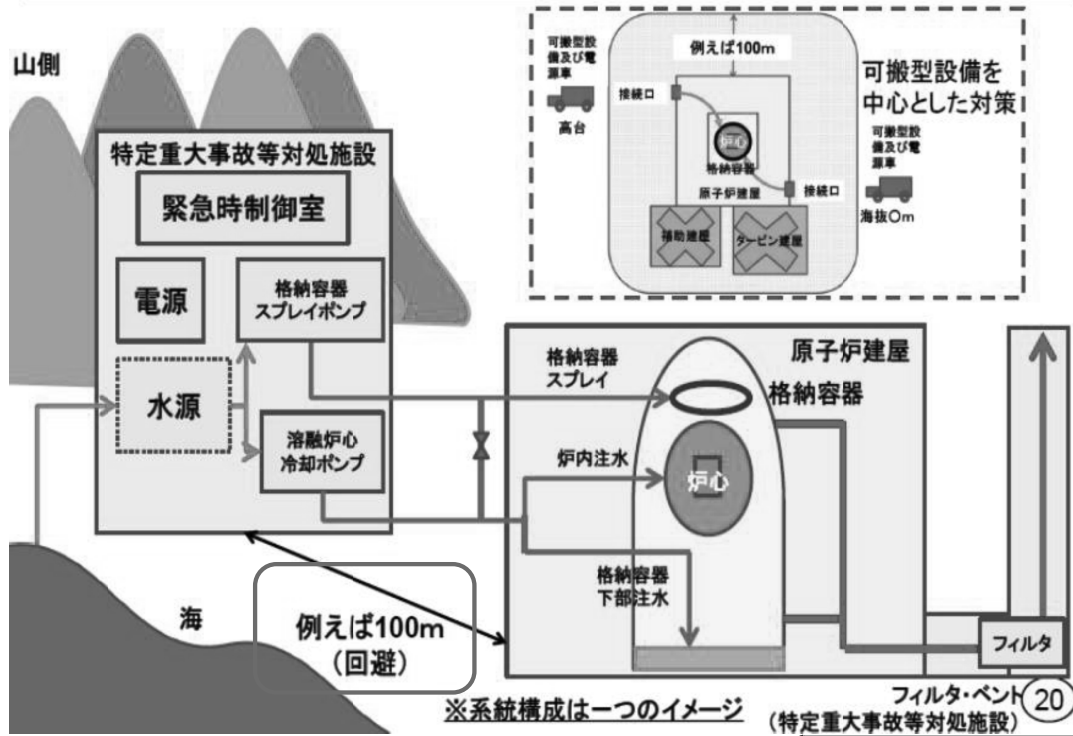 山側
特定重大事故等対処施設
緊急時制御室
電源
格納容器
スプレイポンプ
水源
溶融炉心
冷却ポンプ
海
例えば100m
(回避)
可搬型設
備及び電
源車
高台
例えば100m
接続口
炉心
格納容器
原子炉建屋
接続口
補助建屋
タービン建屋
可搬型設備を
中心とした対策
可搬型設
備及び電
源車
海抜〇m
原子炉建屋
格納容器
格納容器
スプレイ
炉内注水
炉心
格納容器
下部注水
フィルタ
フィルタ・ベント
(特定重大事故等対処施設)
※系統構成は一つのイメージ
20